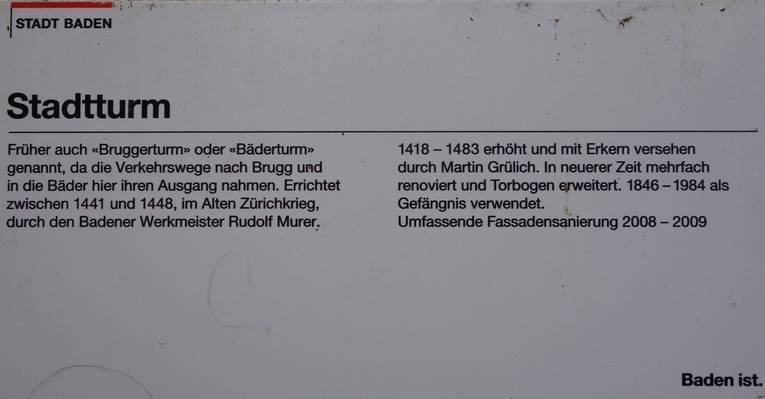 STADT BADEN
Stadtturm
Früher auch «Bruggerturm» oder «Bäderturm»
genannt, da die Verkehrswege nach Brugg und
in die Bäder hier ihren Ausgang nahmen. Errichtet
zwischen 1441 und 1448, im Alten Zürichkrieg,
durch den Badener Werkmeister Rudolf Murer.
1418 – 1483 erhöht und mit Erkern versehen
durch Martin Grülich. In neuerer Zeit mehrfach
renoviert und Torbogen erweitert. 1846 – 1984 als
Gefängnis verwendet.
Umfassende Fassadensanierung 2008 – 2009
Baden ist.